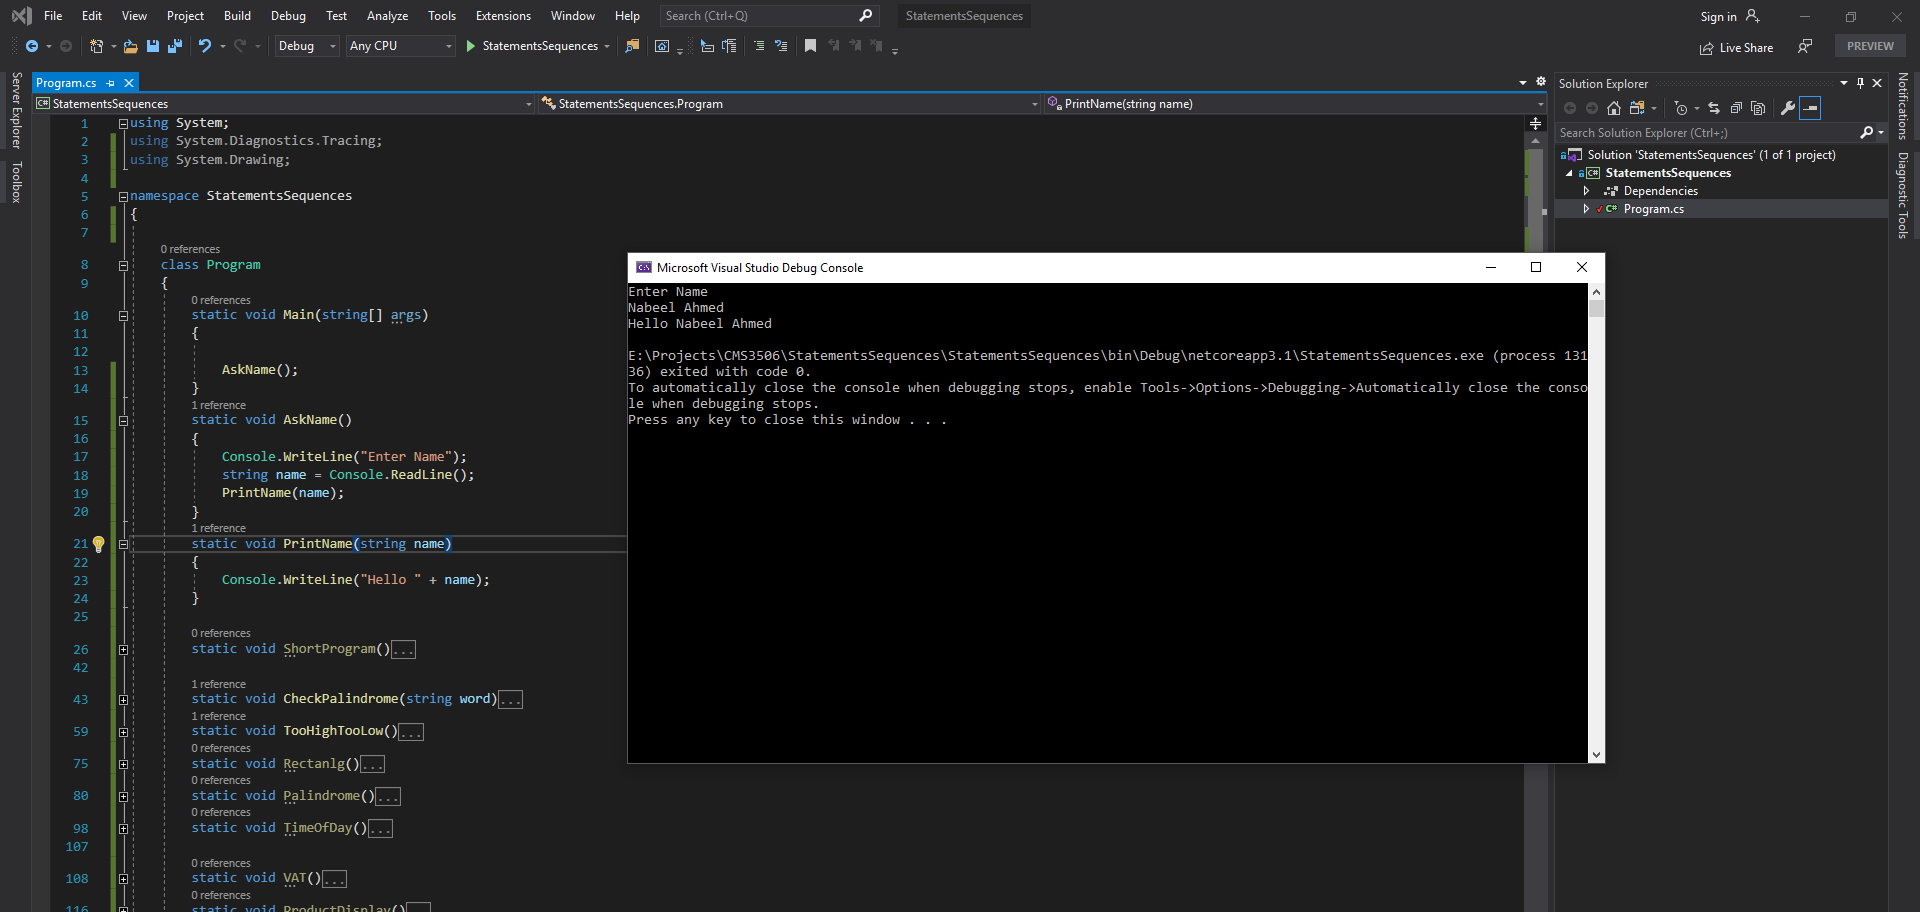 File Edit View Project Build Debug Test Analyze Tools Extensions Window Help Search (Ctrl+Q) StatementsSequences Sign in
Debug Any CPU StatementsSequences Live Share PREVIEW
Server Explorer
Toolbox
Program.cs
StatementsSequences StatementsSequences.Program PrintName(string name)
1 using System;
2 using System.Diagnostics.Tracing;
3 using System.Drawing;
4
5 namespace StatementsSequences
6 {
7
0 references
8 class Program
9 {
0 references
10 static void Main(string[] args)
11 {
12
13 AskName();
14 }
1 reference
15 static void AskName()
16 {
17 Console.WriteLine("Enter Name");
18 string name = Console.ReadLine();
19 PrintName(name);
20 }
1 reference
21 static void PrintName(string name)
22 {
23 Console.WriteLine("Hello " + name);
24 }
25
0 references
26 static void ShortProgram()...
42
1 reference
43 static void CheckPalindrome(string word)...
1 reference
59 static void TooHighTooLow()...
0 references
75 static void Rectanlg()...
0 references
80 static void Palindrome()...
0 references
98 static void TimeOfDay()...
107
0 references
108 static void VAT()...
0 references
116 static void ProductDisplay()
Microsoft Visual Studio Debug Console
Enter Name
Nabeel Ahmed
Hello Nabeel Ahmed
E:\Projects\CMS3506\StatementsSequences\StatementsSequences\bin\Debug\netcoreapp3.1\StatementsSequences.exe (process 131
36) exited with code 0.
To automatically close the console when debugging stops, enable Tools->Options->Debugging->Automatically close the conso
le when debugging stops.
Press any key to close this window . . .
Solution Explorer
Search Solution Explorer (Ctrl+;)
Solution 'StatementsSequences' (1 of 1 project)
C# StatementsSequences
Dependencies
C# Program.cs
Notifications
Diagnostic Tools